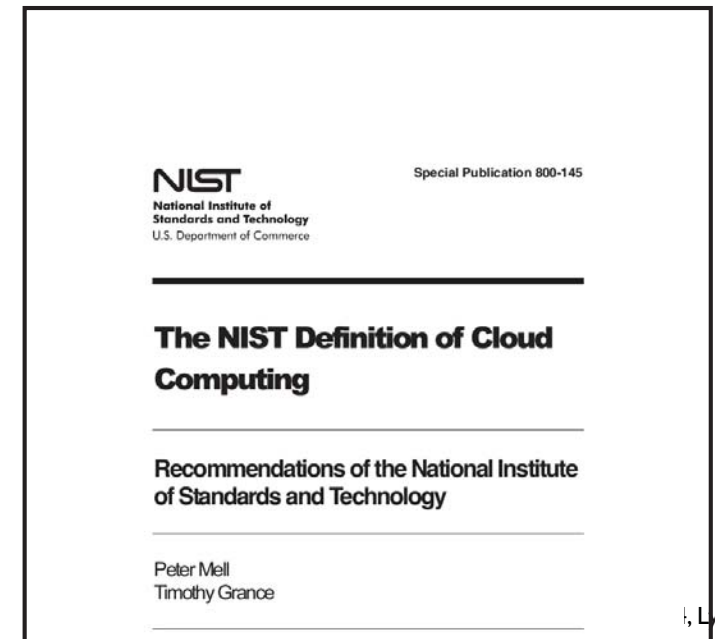 NIST
Special Publication 800-145
National Institute of
Standards and Technology
U.S. Department of Commerce
The NIST Definition of Cloud
Computing
Recommendations of the National Institute
of Standards and Technology
Peter Mell
Timothy Grance